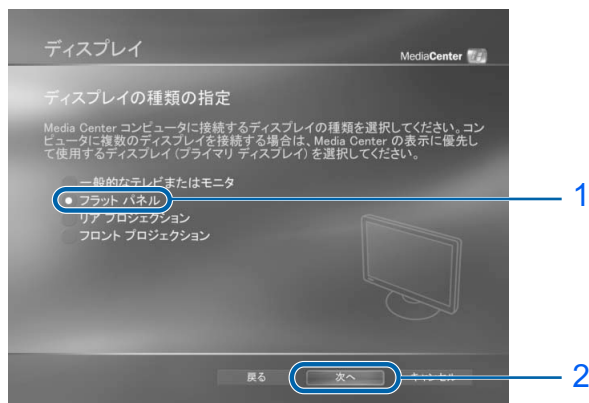 ディスプレイ
MediaCenter
ディスプレイの種類の指定
Media Center コンピュータに接続するディスプレイの種類を選択してください。コン
ピュータに複数のディスプレイを接続する場合は、Media Center の表示に優先し
て使用するディスプレイ (プライマリ ディスプレイ) を選択してください。
一般的なテレビまたはモニタ
フラット パネル
1
リア プロジェクション
フロント プロジェクション
戻る
次へ
キャンセル
2